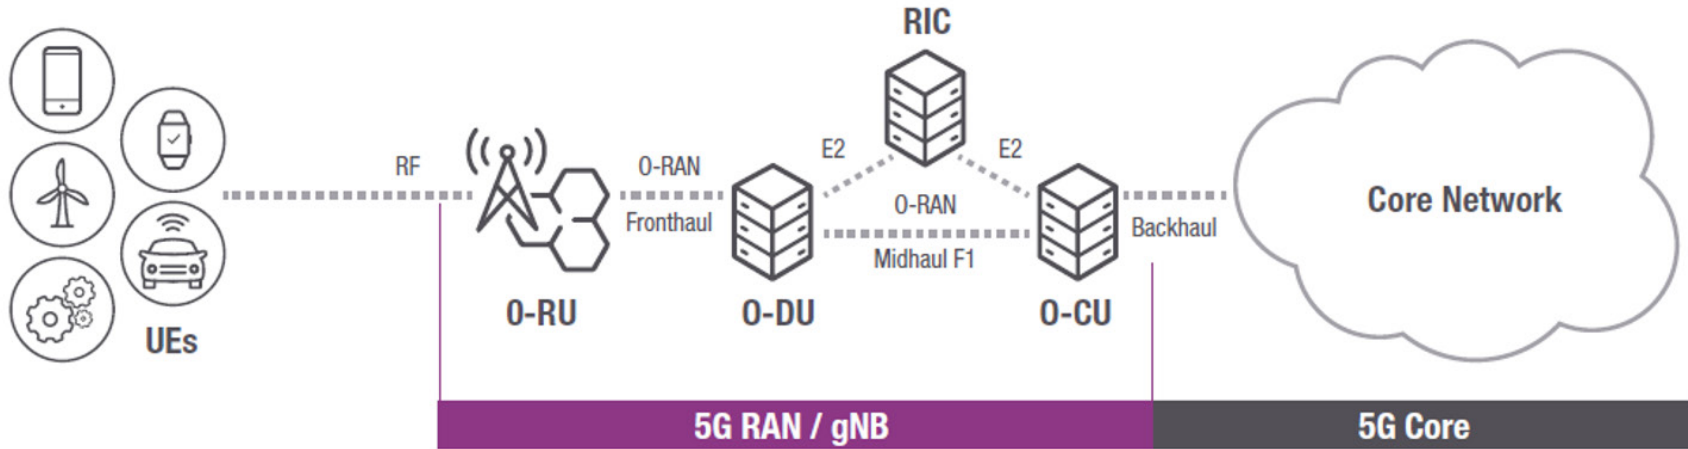 RIC
E2
E2
RF
O-RAN
Fronthaul
O-RAN
Midhaul F1
Backhaul
Core Network
UEs
O-RU
O-DU
O-CU
5G RAN / gNB
5G Core